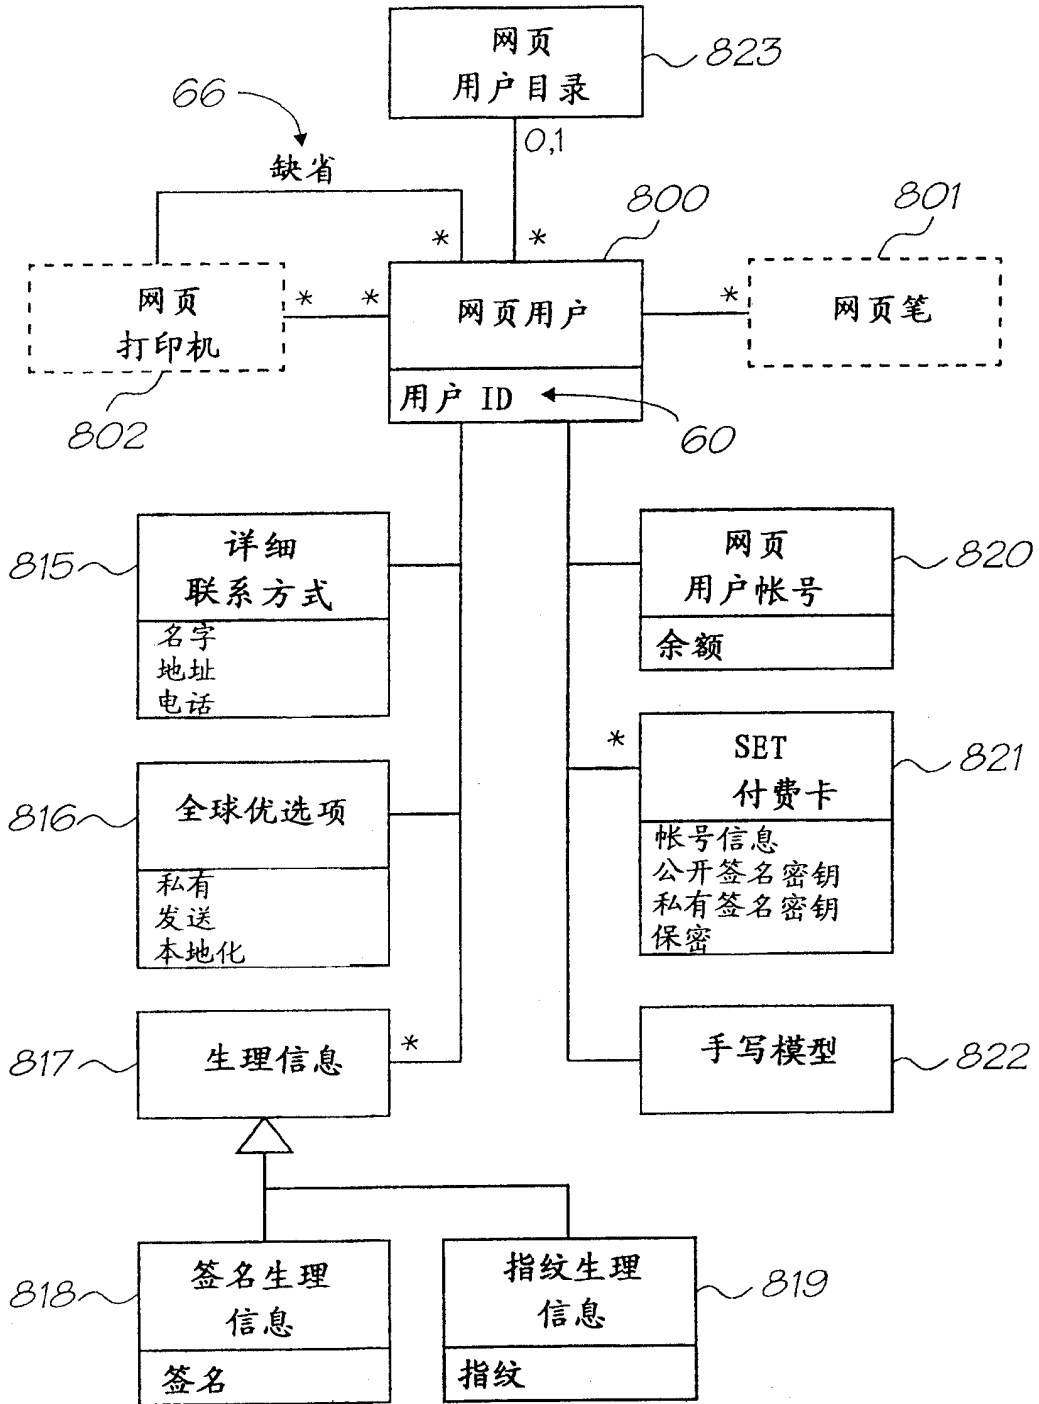 网页
用户目录
823
0,1
66
缺省
800
801
*
*
网页
打印机
*
*
网页用户
*
网页笔
用户 ID
802
60
815
详细
联系方式
名字
地址
电话
网页
用户帐号
余额
820
816
全球优选项
私有
发送
本地化
*
SET
付费卡
帐号信息
公开签名密钥
私有签名密钥
保密
821
817
生理信息
*
手写模型
822
818
签名生理
信息
签名
指纹生理
信息
指纹
819